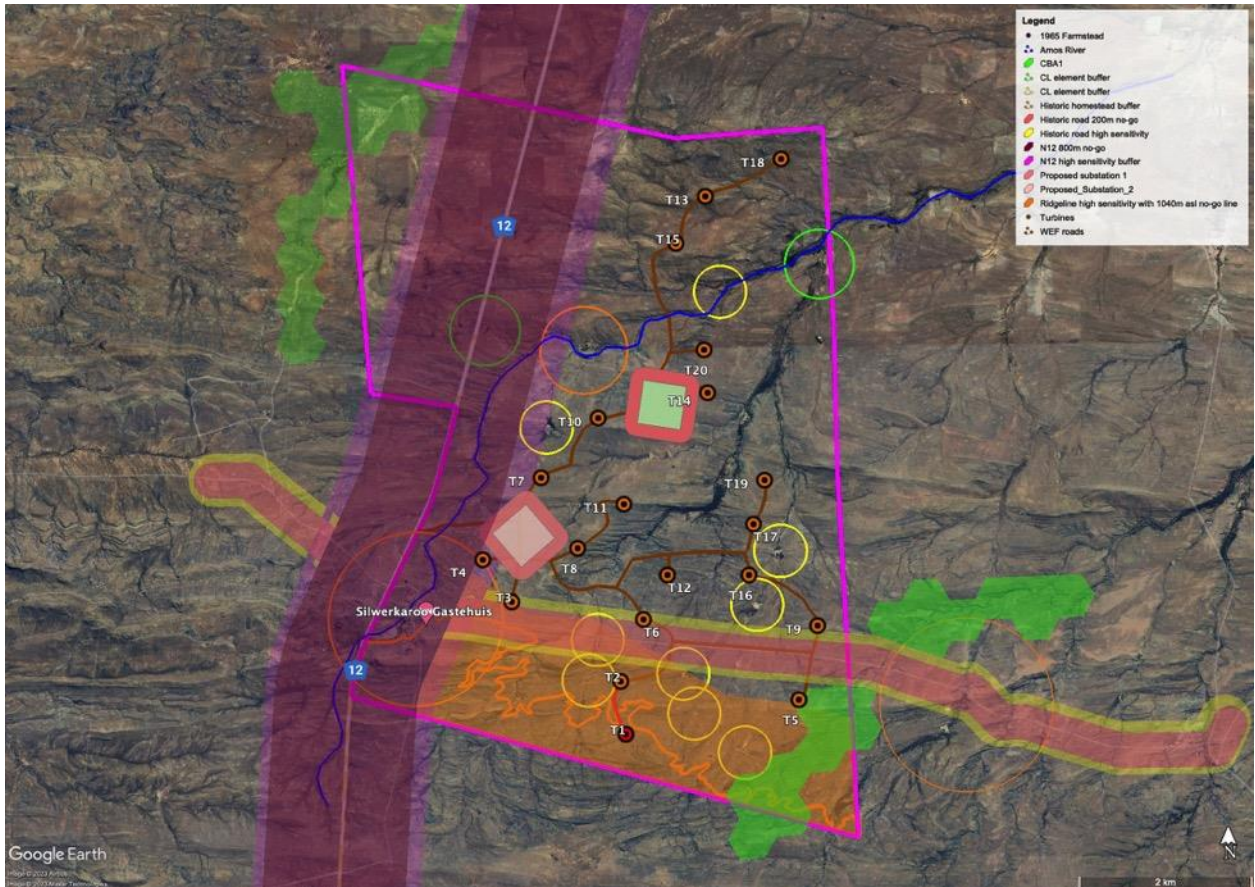 Legend
1965 Farmstead
Amos River
CBA1
CL element buffer
CL element buffer
Historic homestead buffer
Historic road 200m no-go
Historic road high sensitivity
N12 800m no-go
N12 high sensitivity buffer
Proposed substation 1
Proposed_Substation_2
Ridgeline high sensitivity with 1040m asl no-go line
Turbines
WEF roads
T18
T13
12
T15
T20
T14
T10
T7
T19
T11
T17
T8
T4
T12
T16
T3
Silwerkaroo Gastehuis
T6
T9
12
T2
T5
T1
Google Earth
N
2 km